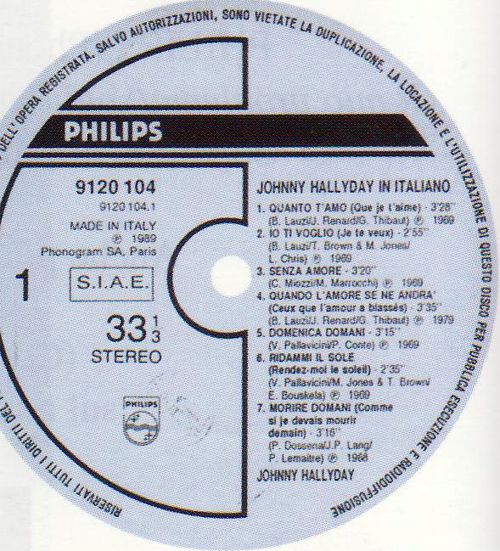 DELL'OPERA REGISTRATA, SALVO AUTORIZZAZIONI, SONO VIETATE LA DUPLICAZIONE, LA LOCAZIONE E L'UTILIZZAZIONE DI QUESTO DISCO PER PUBBLICA ESECUZIONE E RADIODIFFUSIONE
PHILIPS
9120 104
9120 104.1
MADE IN ITALY
℗ 1989
Phonogram SA, Paris
1
S.I.A.E.
33 1/3
STEREO
PHILIPS
JOHNNY HALLYDAY IN ITALIANO
1. QUANTO T'AMO (Que je t'aime) - 3'28"
(B. Lauzi/J. Renard/G. Thibaut) ℗ 1969
2. IO TI VOGLIO (Je te veux) - 2'55"
(B. Lauzi/T. Brown & M. Jones/
L. Chris) ℗ 1969
3. SENZA AMORE - 3'20"
(C. Miozzi/M. Marrocchi) ℗ 1969
4. QUANDO L'AMORE SE NE ANDRA'
(Ceux que l'amour a blassés) - 3'35"
(B. Lauzi/J. Renard/G. Thibaut) ℗ 1979
5. DOMENICA DOMANI - 3'15"
(V. Pallavicini/P. Conte) ℗ 1969
6. RIDAMMI IL SOLE
(Rendez-moi le soleil) - 2'35"
(V. Pallavicini/M. Jones & T. Brown/
E. Bouskela) ℗ 1969
7. MORIRE DOMANI (Comme
si je devais mourir
demain) - 3'16"
(P. Dossena/J.P. Lang/
P. Lemaitre) ℗ 1968
JOHNNY HALLYDAY
RISERVATI TUTTI I DIRITTI DEL